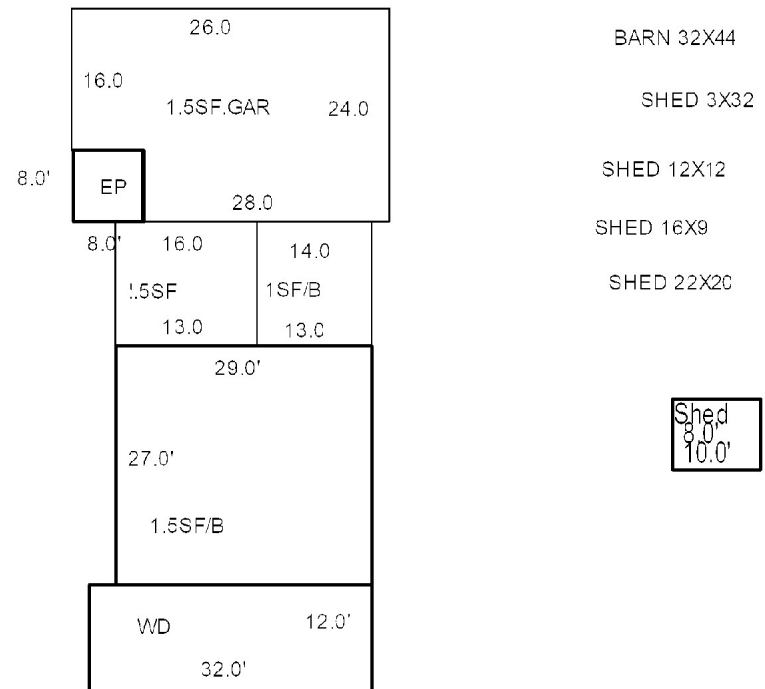 26.0
16.0
1.5SF.GAR
24.0
8.0'
EP
28.0
8.0'
16.0
14.0
.5SF
1SF/B
13.0
13.0
29.0'
27.0'
1.5SF/B
WD
12.0'
32.0'
BARN 32X44
SHED 3X32
SHED 12X12
SHED 16X9
SHED 22X20
Shed
8.0'
10.0'